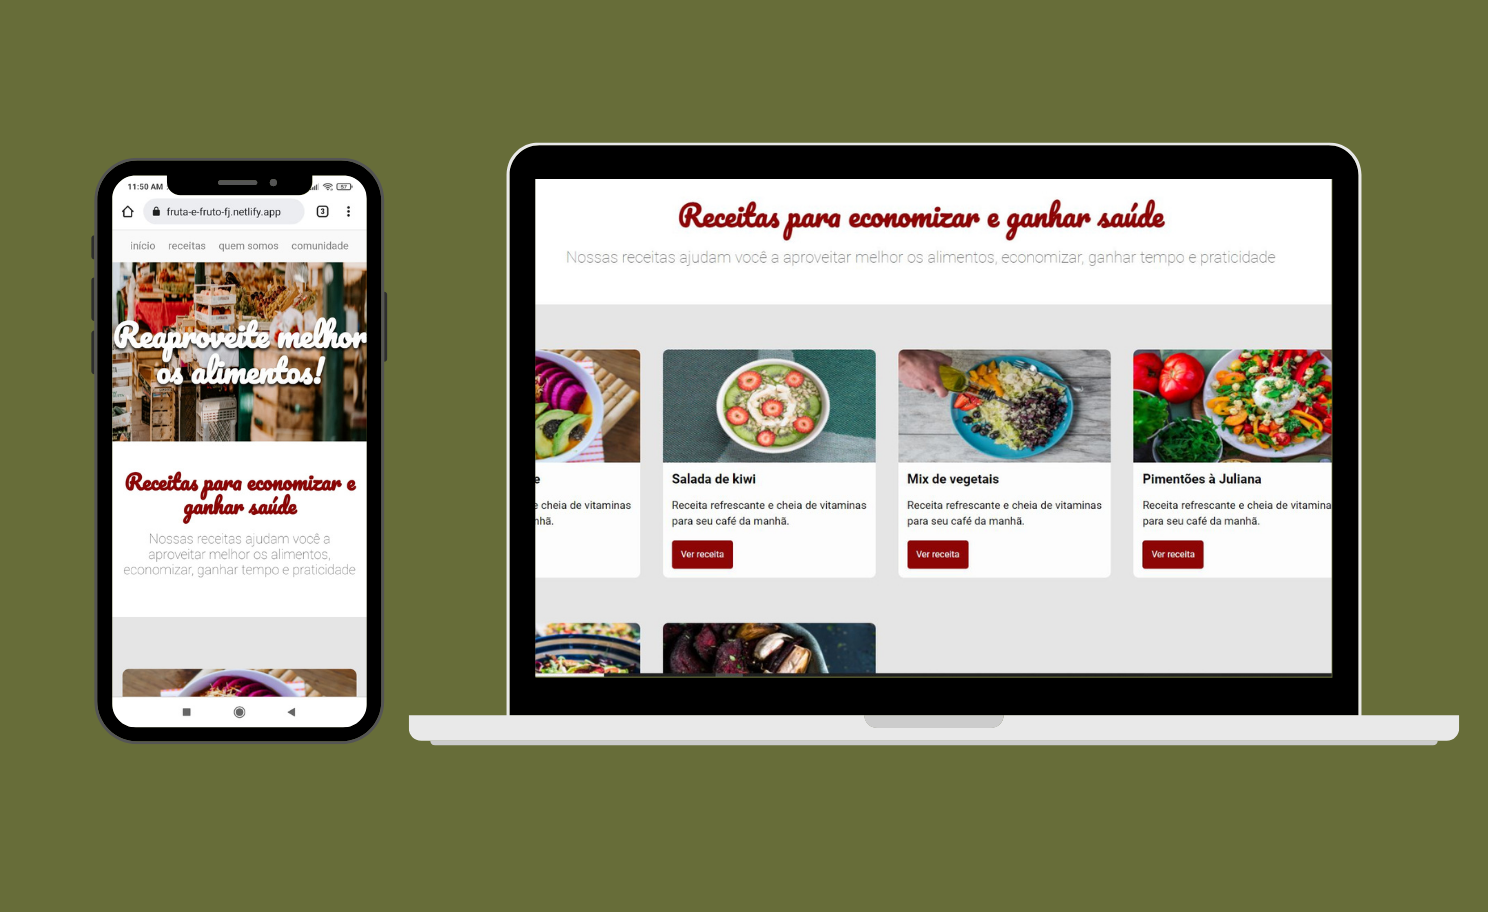 11:50 AM
57
fruta-e-fruto-fj.netlify.app
3
início receitas quem somos comunidade
Reaproveite melhor
os alimentos!
Receitas para economizar e
ganhar saúde
Nossas receitas ajudam você a
aproveitar melhor os alimentos,
economizar, ganhar tempo e praticidade
Receitas para economizar e ganhar saúde
Nossas receitas ajudam você a aproveitar melhor os alimentos, economizar, ganhar tempo e praticidade
e
e cheia de vitaminas
nhã.
Salada de kiwi
Receita refrescante e cheia de vitaminas
para seu café da manhã.
Ver receita
Mix de vegetais
Receita refrescante e cheia de vitaminas
para seu café da manhã.
Ver receita
Pimentões à Juliana
Receita refrescante e cheia de vitamina
para seu café da manhã.
Ver receita